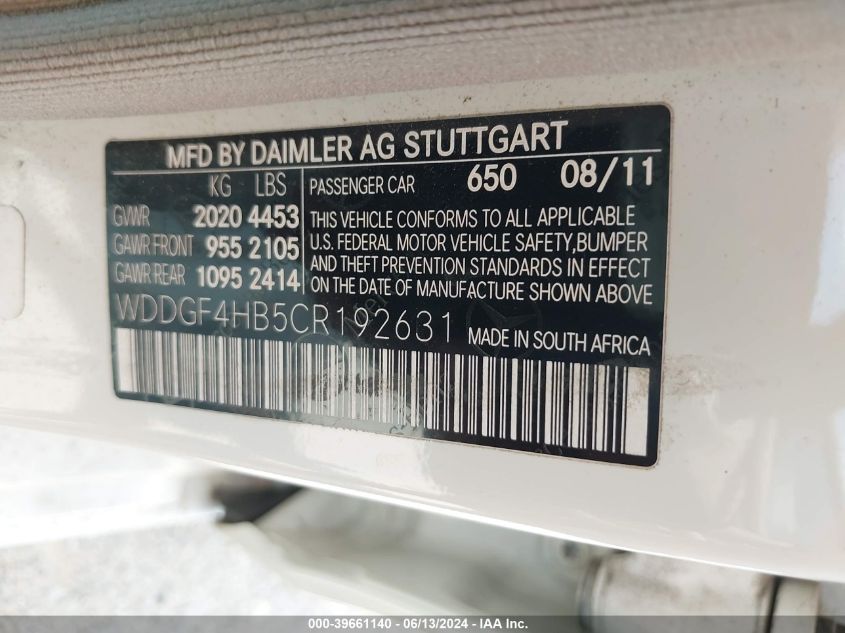 MFD BY DAIMLER AG STUTTGART
KG LBS
GVWR 2020 4453
GAWR FRONT 955 2105
GAWR REAR 1095 2414
PASSENGER CAR 650 08/11
THIS VEHICLE CONFORMS TO ALL APPLICABLE
U.S. FEDERAL MOTOR VEHICLE SAFETY,BUMPER
AND THEFT PREVENTION STANDARDS IN EFFECT
ON THE DATE OF MANUFACTURE SHOWN ABOVE
WDDGF4HB5CR192631 MADE IN SOUTH AFRICA
000-39661140 - 06/13/2024 - IAA Inc.